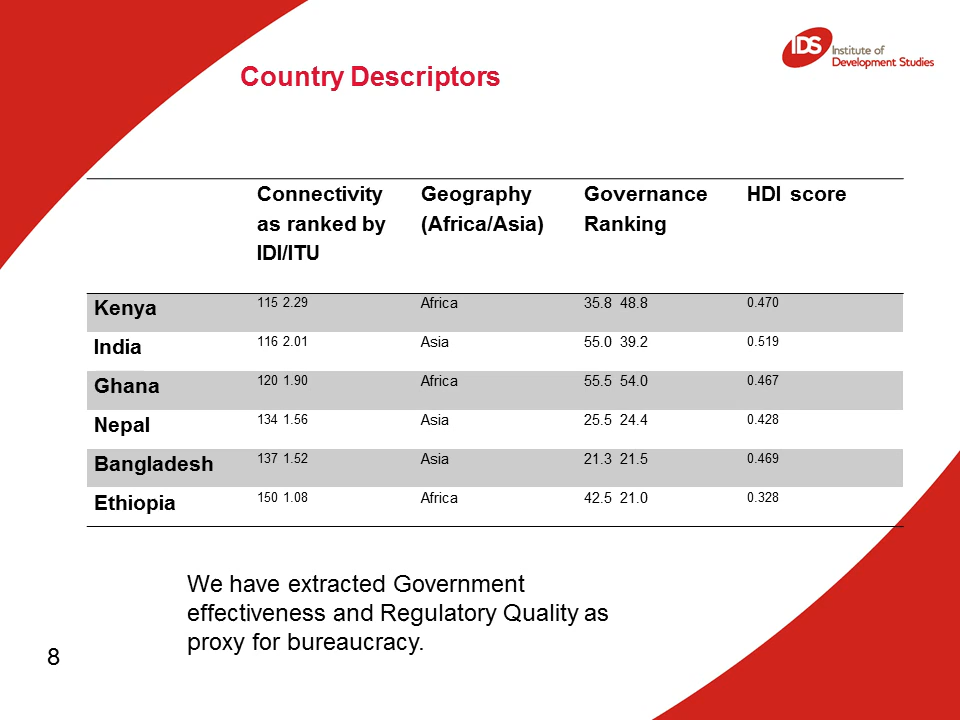 IDS Institute of
Development Studies
Country Descriptors
Connectivity as ranked by IDI/ITU Geography (Africa/Asia) Governance Ranking HDI score
Kenya 115 2.29 Africa 35.8 48.8 0.470
India 116 2.01 Asia 55.0 39.2 0.519
Ghana 120 1.90 Africa 55.5 54.0 0.467
Nepal 134 1.56 Asia 25.5 24.4 0.428
Bangladesh 137 1.52 Asia 21.3 21.5 0.469
Ethiopia 150 1.08 Africa 42.5 21.0 0.328
We have extracted Government
effectiveness and Regulatory Quality as
proxy for bureaucracy.
8